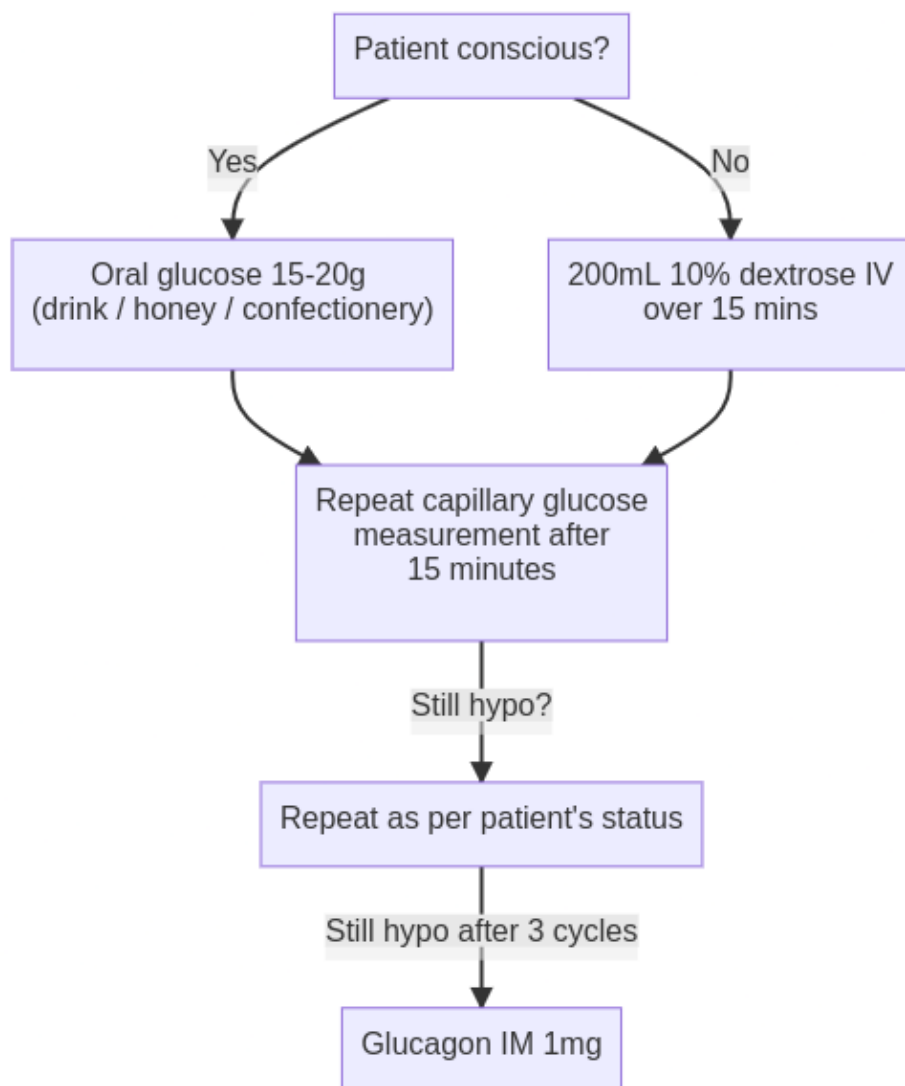 Patient conscious?
Yes
No
Oral glucose 15-20g
(drink / honey / confectionery)
200mL 10% dextrose IV
over 15 mins
Repeat capillary glucose
measurement after
15 minutes
Still hypo?
Repeat as per patient's status
Still hypo after 3 cycles
Glucagon IM 1mg